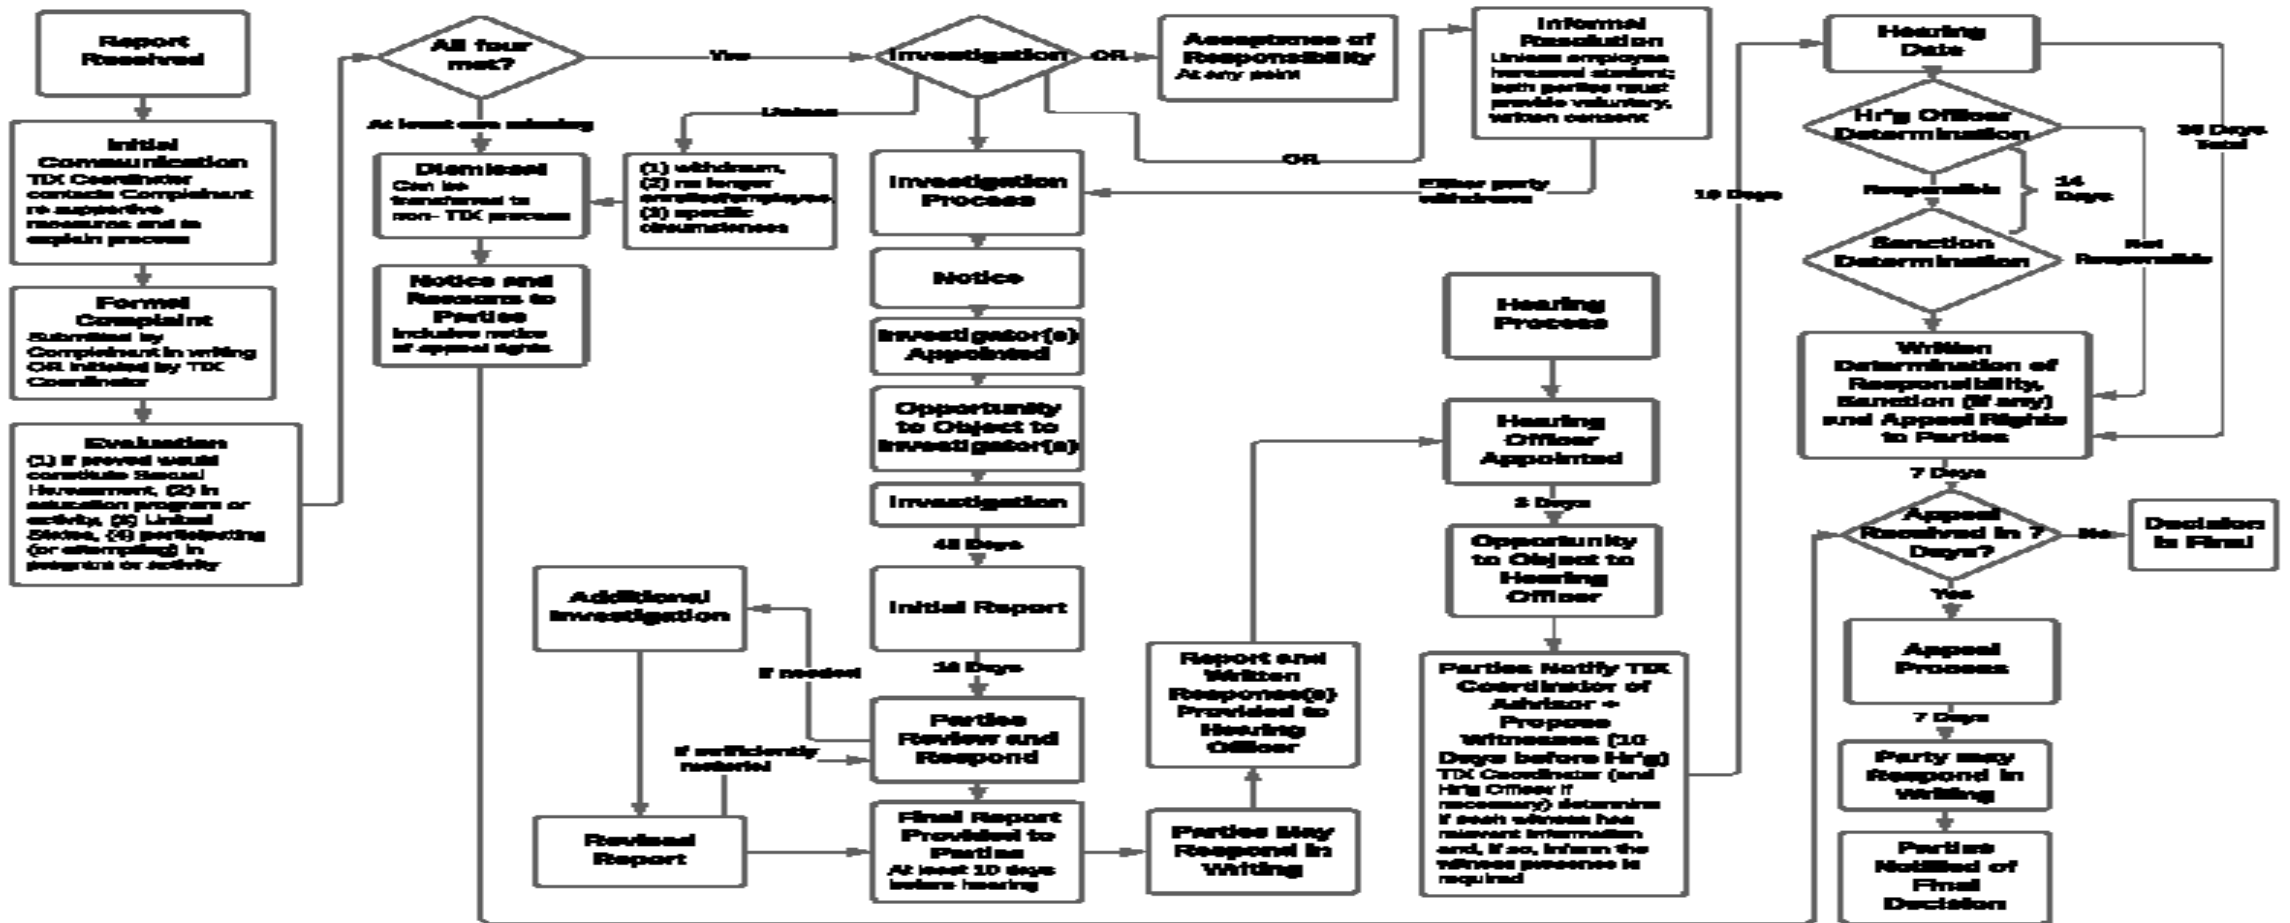 Report
Received
Initial
Communication
TIX Coordinator
contacts Complainant
re supportive
measures and to
explain process
Formal
Complaint
Submitted by
Complainant in writing
OR initiated by TIX
Coordinator
Evaluation
(1) If proved would
constitute Sexual
Harassment, (2) in
education program or
activity, (3) United
States, (4) participating
(or attempting) in
program or activity
All four
met?
Yes
At least one missing
Dismissal
Can be
transferred to
non- TIX process
Notice and
Reasons to
Parties
Includes notice
of appeal rights
Unless
(1) withdrawn,
(2) no longer
enrolled/employee,
(3) specific
circumstances
Investigation
OR
Acceptance of
Responsibility
At any point
OR
Informal
Resolution
Unless employee
harassed student;
both parties must
provide voluntary,
written consent
Either party
withdraws
Investigation
Process
Notice
Investigator(s)
Appointed
Opportunity
to Object to
Investigator(s)
Investigation
45 Days
Initial Report
10 Days
Parties
Review and
Respond
If needed
Additional
Investigation
Revised
Report
If sufficiently
material
Final Report
Provided to
Parties
At least 10 days
before hearing
Parties May
Respond in
Writing
Report and
Written
Response(s)
Provided to
Hearing
Officer
Hearing
Process
Hearing
Officer
Appointed
3 Days
Opportunity
to Object to
Hearing
Officer
Parties Notify TIX
Coordinator of
Advisor +
Propose
Witnesses (10
Days before Hr'g)
TIX Coordinator (and
Hr'g Officer if
necessary) determine
if each witness has
relevant information
and, if so, inform the
witness presence is
required
10 Days
Hearing
Date
Hr'g Officer
Determination
Responsible
14
Days
Sanction
Determination
Not
Responsible
Days
Total
Written
Determination of
Responsibility,
Sanction (if any)
and Appeal Rights
to Parties
7 Days
Appeal
Received in 7
Days?
No
Decision
is Final
Yes
Appeal
Process
7 Days
Party may
Respond in
Writing
Parties
Notified of
Final
Decision